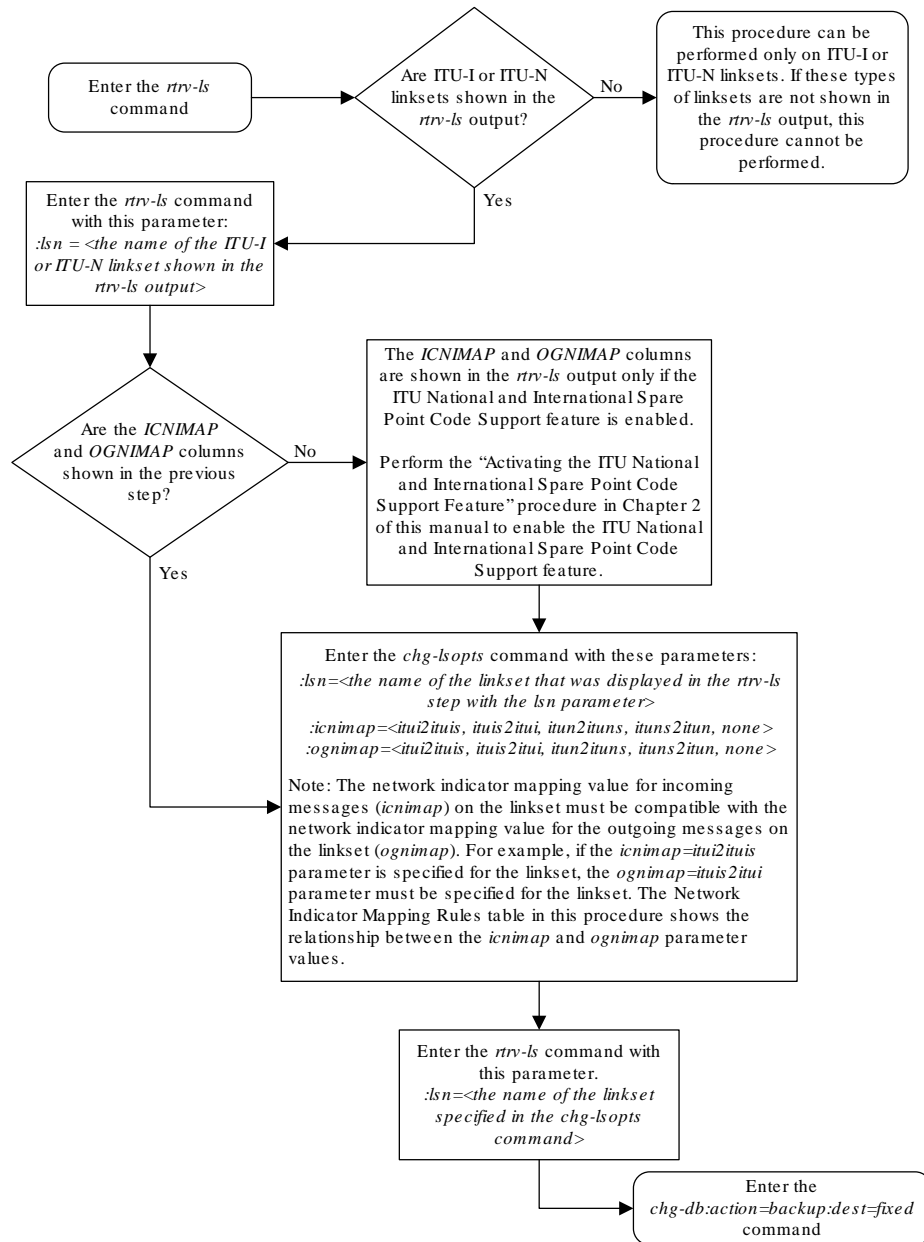 Enter the rtrv-ls
command
Are ITU-I or ITU-N
linksets shown in the
rtrv-ls output?
No
This procedure can be
performed only on ITU-I or
ITU-N linksets. If these types
of linksets are not shown in
the rtrv-ls output, this
procedure cannot be
performed.
Yes
Enter the rtrv-ls command
with this parameter:
:lsn = <the name of the ITU-I
or ITU-N linkset shown in the
rtrv-ls output>
Are the ICNIMAP
and OGNIMAP columns
shown in the previous
step?
No
The ICNIMAP and OGNIMAP columns
are shown in the rtrv-ls output only if the
ITU National and International Spare
Point Code Support feature is enabled.
Perform the “Activating the ITU National
and International Spare Point Code
Support Feature” procedure in Chapter 2
of this manual to enable the ITU National
and International Spare Point Code
Support feature.
Yes
Enter the chg-lsopts command with these parameters:
:lsn=<the name of the linkset that was displayed in the rtrv-ls
step with the lsn parameter>
:icnimap=<itui2ituis, ituis2itui, itun2ituns, ituns2itun, none>
:ognimap=<itui2ituis, ituis2itui, itun2ituns, ituns2itun, none>
Note: The network indicator mapping value for incoming
messages (icnimap) on the linkset must be compatible with the
network indicator mapping value for the outgoing messages on
the linkset (ognimap). For example, if the icnimap=itui2ituis
parameter is specified for the linkset, the ognimap=ituis2itui
parameter must be specified for the linkset. The Network
Indicator Mapping Rules table in this procedure shows the
relationship between the icnimap and ognimap parameter
values.
Enter the rtrv-ls command with
this parameter.
:lsn=<the name of the linkset
specified in the chg-lsopts
command>
Enter the
chg-db:action=backup:dest=fixed
command